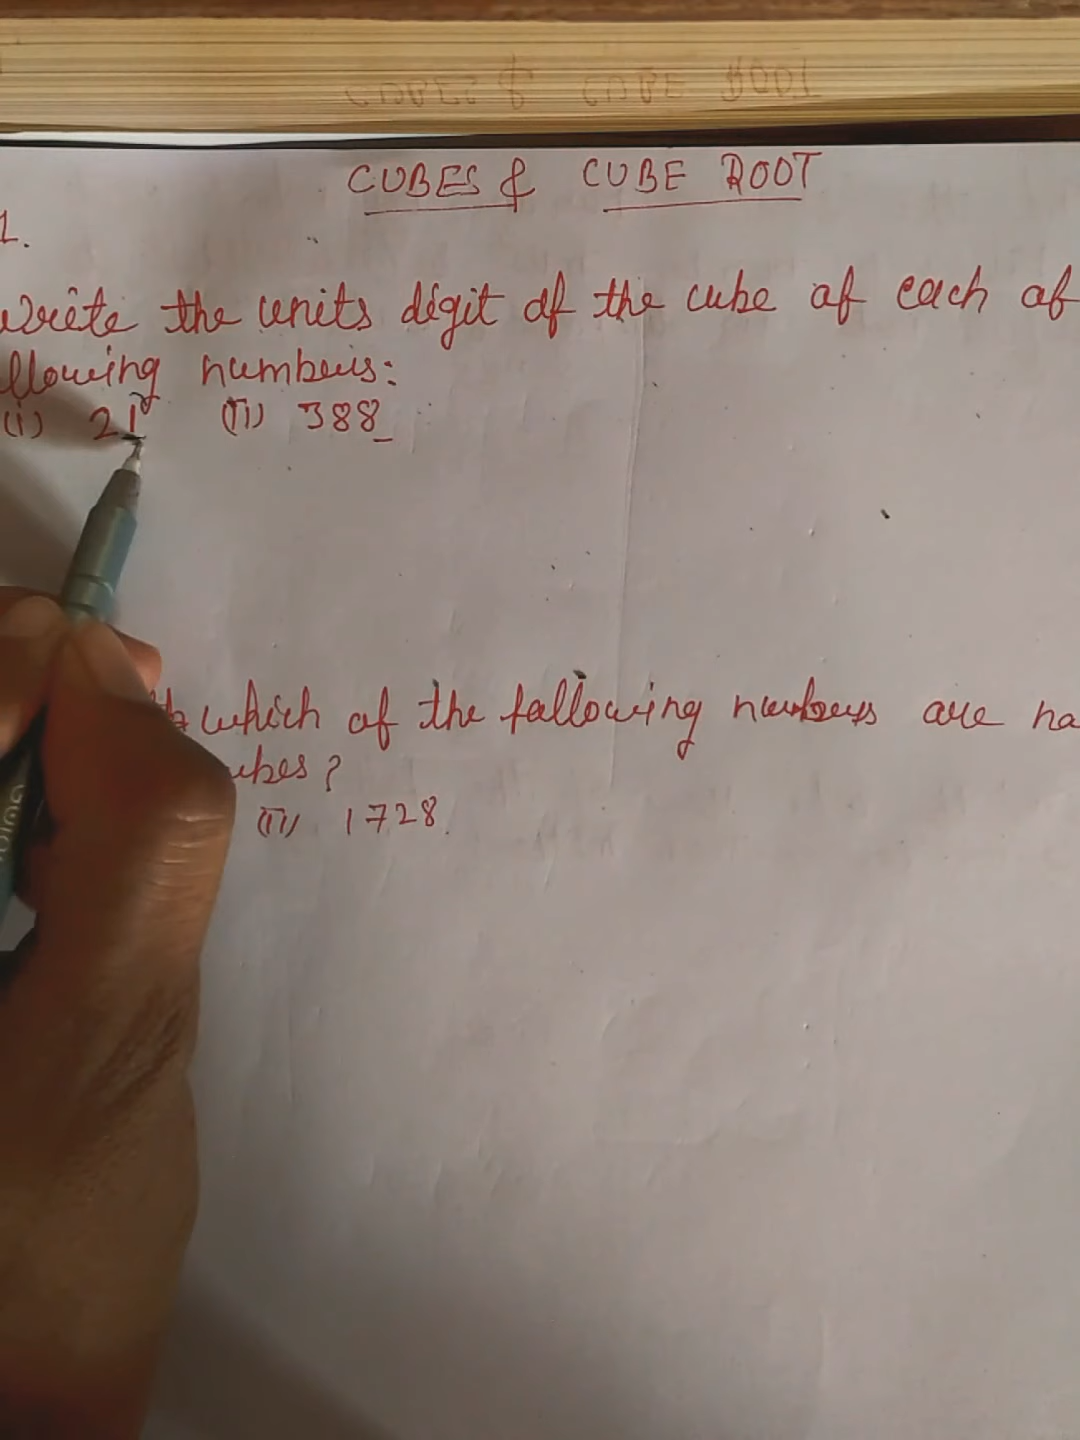 CUBES & CUBE ROOT
1.
write the units digit of the cube of each of
llowing numbers:
(i) 21 (ii) 388
which of the following numbers are no
ubes?
(ii) 1728.